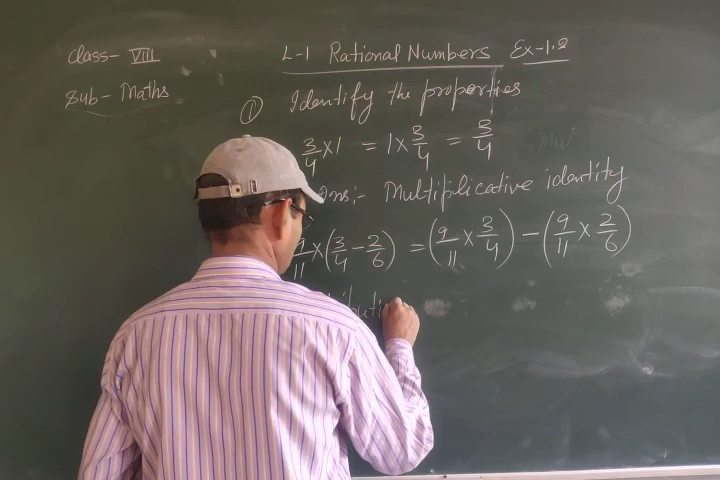 Class- VIII
L-1 Rational Numbers Ex-1.2
Sub- Maths
① Identify the properties
3/4 × 1 = 1 × 3/4 = 3/4
Ans:- Multiplicative identity
9/11 × (3/4 - 2/6) = (9/11 × 3/4) - (9/11 × 2/6)